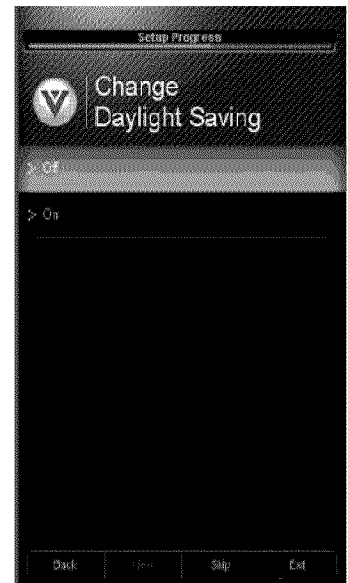 Setup Progress
V
Change
Daylight Saving
> Off
> On
Back Skip Exit